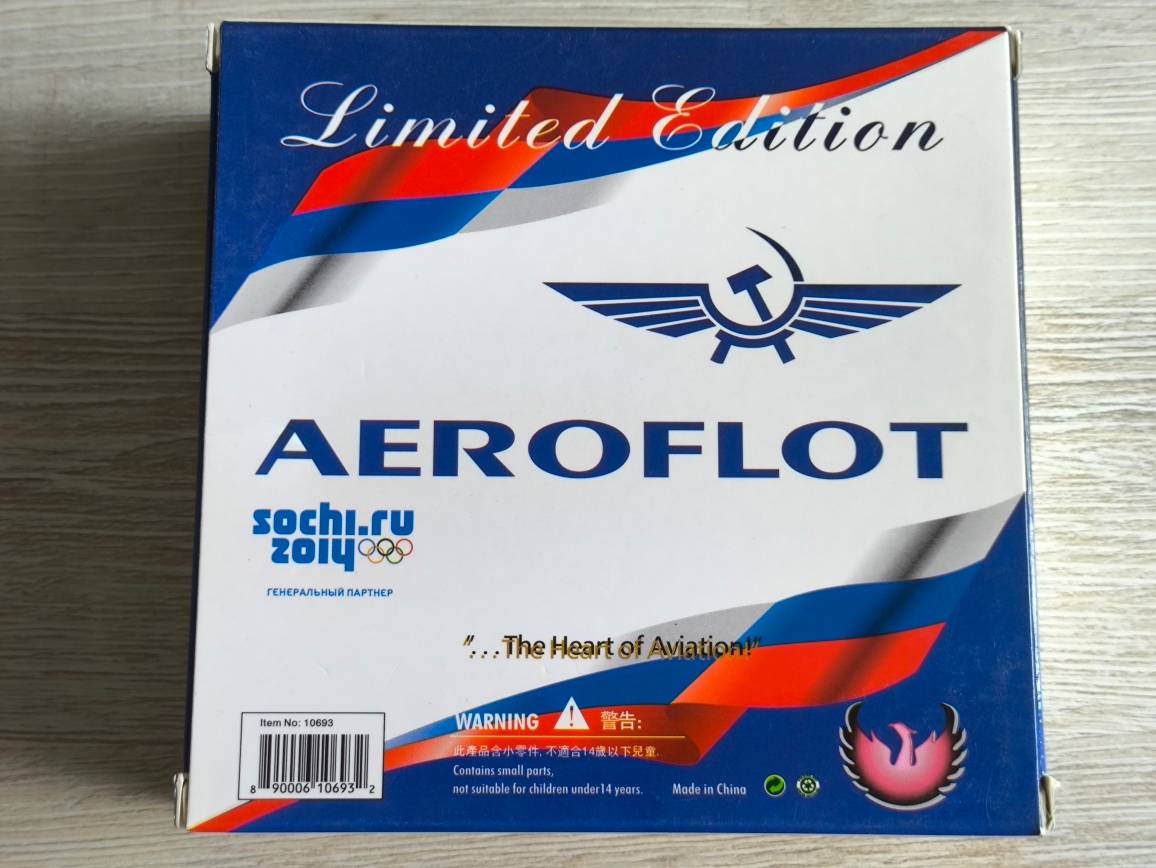 Limited Edition
AEROFLOT
sochi.ru
2014
ГЕНЕРАЛЬНЫЙ ПАРТНЕР
"...The Heart of Aviation!"
Item No: 10693
8 90006 10693 2
WARNING 警告:
此產品含小零件, 不適合14歲以下兒童.
Contains small parts,
not suitable for children under14 years.
Made in China